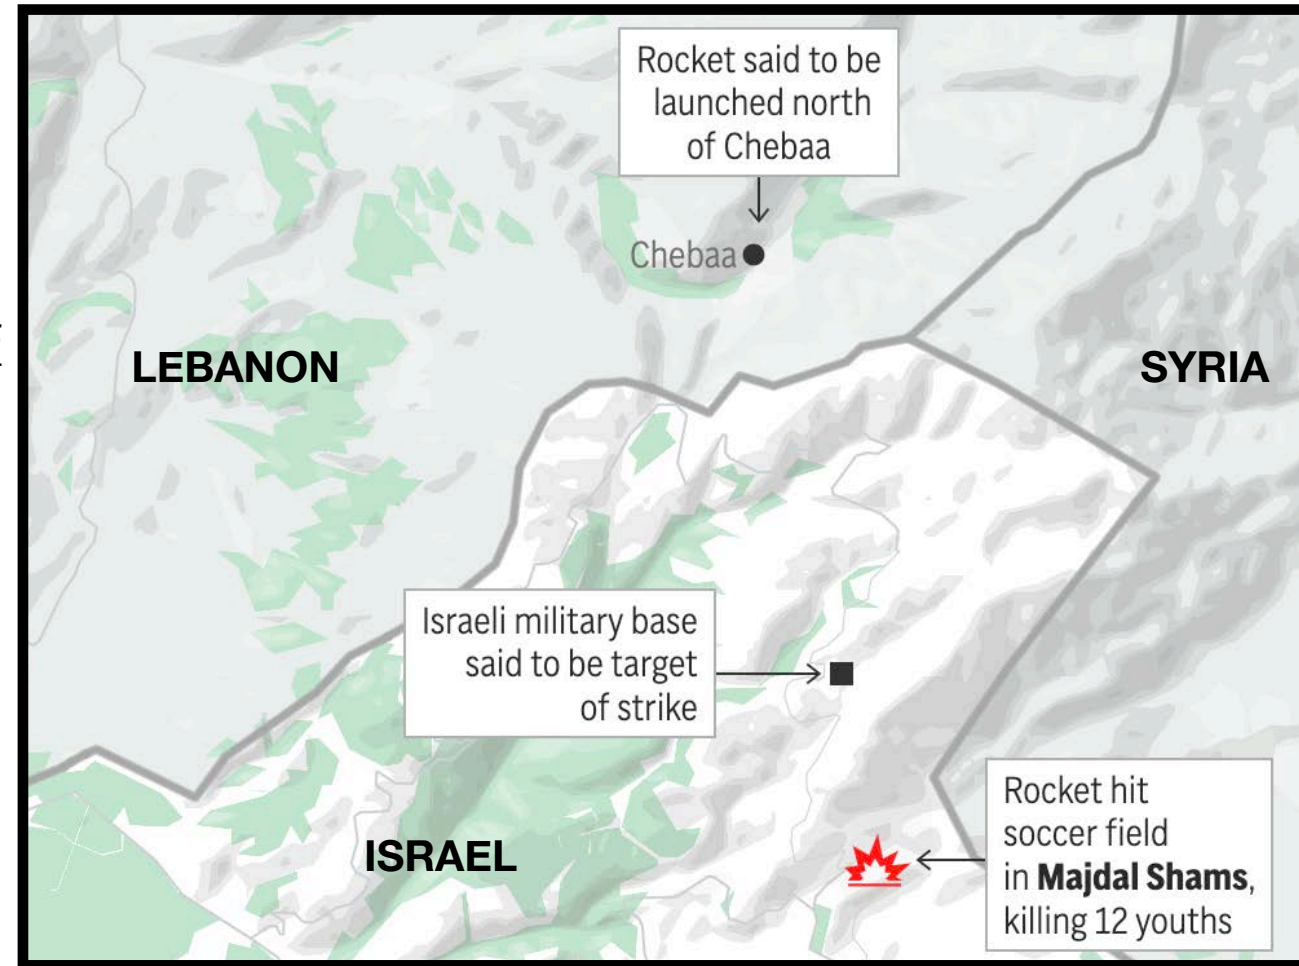 Rocket said to be
launched north
of Chebaa
Chebaa
LEBANON
SYRIA
Israeli military base
said to be target
of strike
ISRAEL
Rocket hit
soccer field
in Majdal Shams,
killing 12 youths